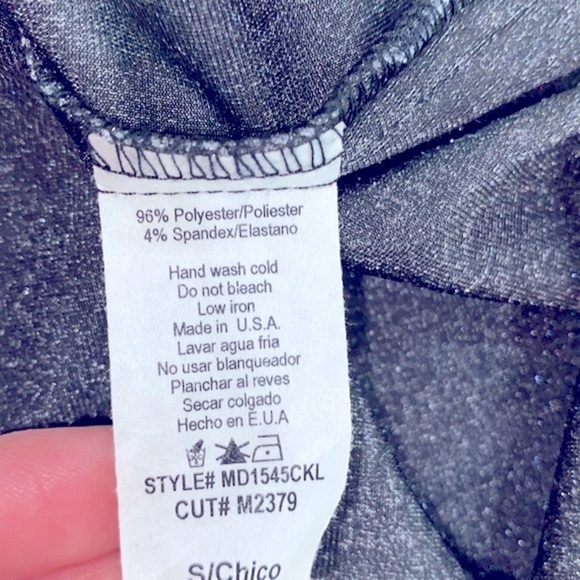 96% Polyester/Poliester
4% Spandex/Elastano
Hand wash cold
Do not bleach
Low iron
Made in U.S.A.
Lavar agua fria
No usar blanqueador
Planchar al reves
Secar colgado
Hecho en E.U.A
STYLE# MD1545CKL
CUT# M2379
S/Chico